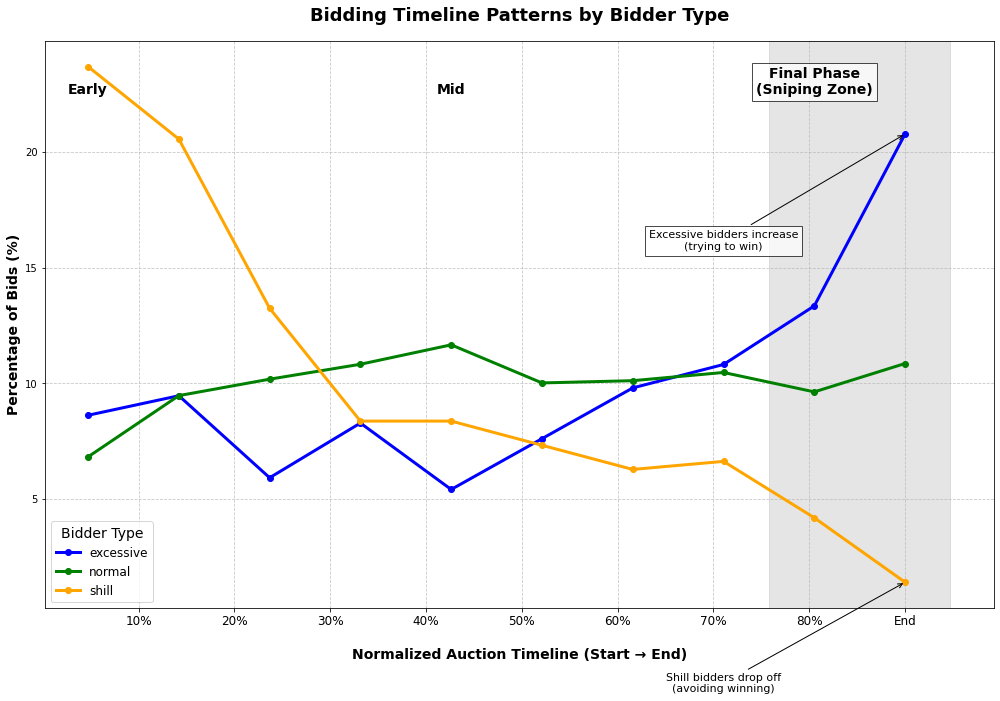 Bidding Timeline Patterns by Bidder Type
Early
Mid
Final Phase
(Sniping Zone)
Percentage of Bids (%)
20
15
10
5
Excessive bidders increase
(trying to win)
Bidder Type
excessive
normal
shill
10%
20%
30%
40%
50%
60%
70%
80%
End
Normalized Auction Timeline (Start → End)
Shill bidders drop off
(avoiding winning)